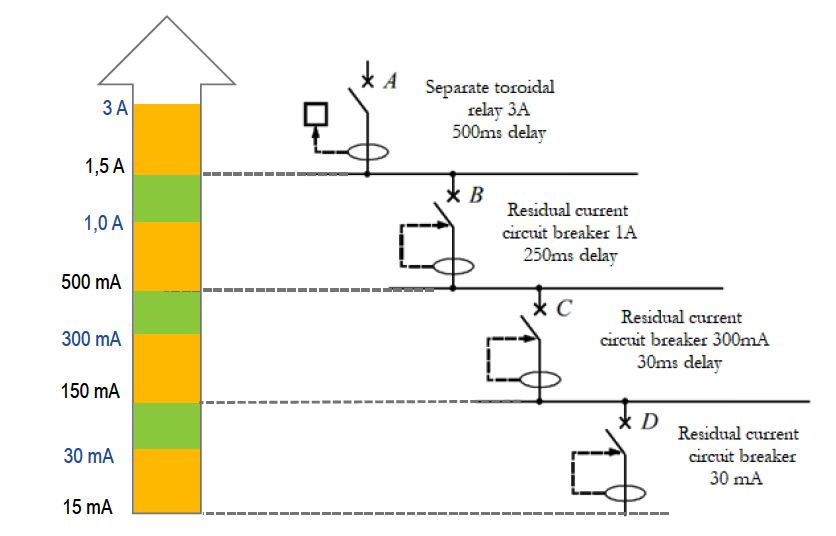 3 A
1,5 A
1,0 A
500 mA
300 mA
150 mA
30 mA
15 mA
A
Separate toroidal
relay 3A
500ms delay
B
Residual current
circuit breaker 1A
250ms delay
C
Residual current
circuit breaker 300mA
30ms delay
D
Residual current
circuit breaker
30 mA